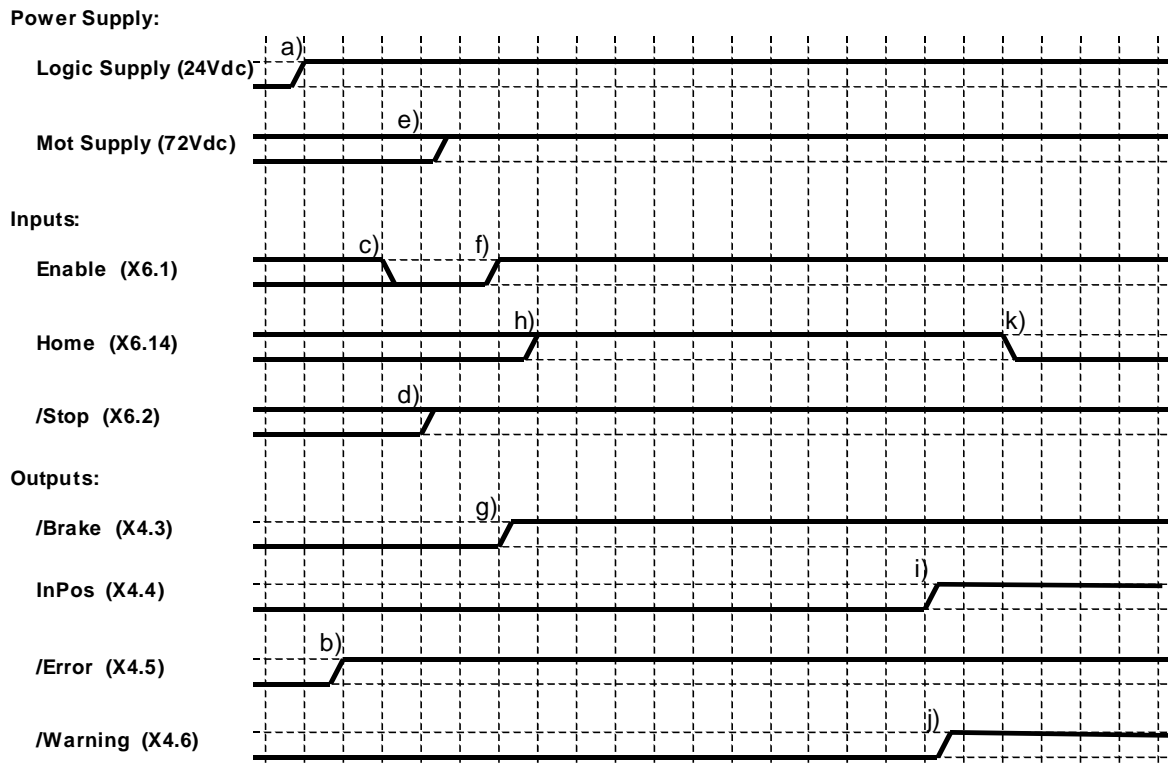 Power Supply:
a)
Logic Supply (24Vdc)
e)
Mot Supply (72Vdc)
Inputs:
c) f)
Enable (X6.1)
h) k)
Home (X6.14)
d)
/Stop (X6.2)
Outputs:
g)
/Brake (X4.3)
i)
InPos (X4.4)
b)
/Error (X4.5)
j)
/Warning (X4.6)